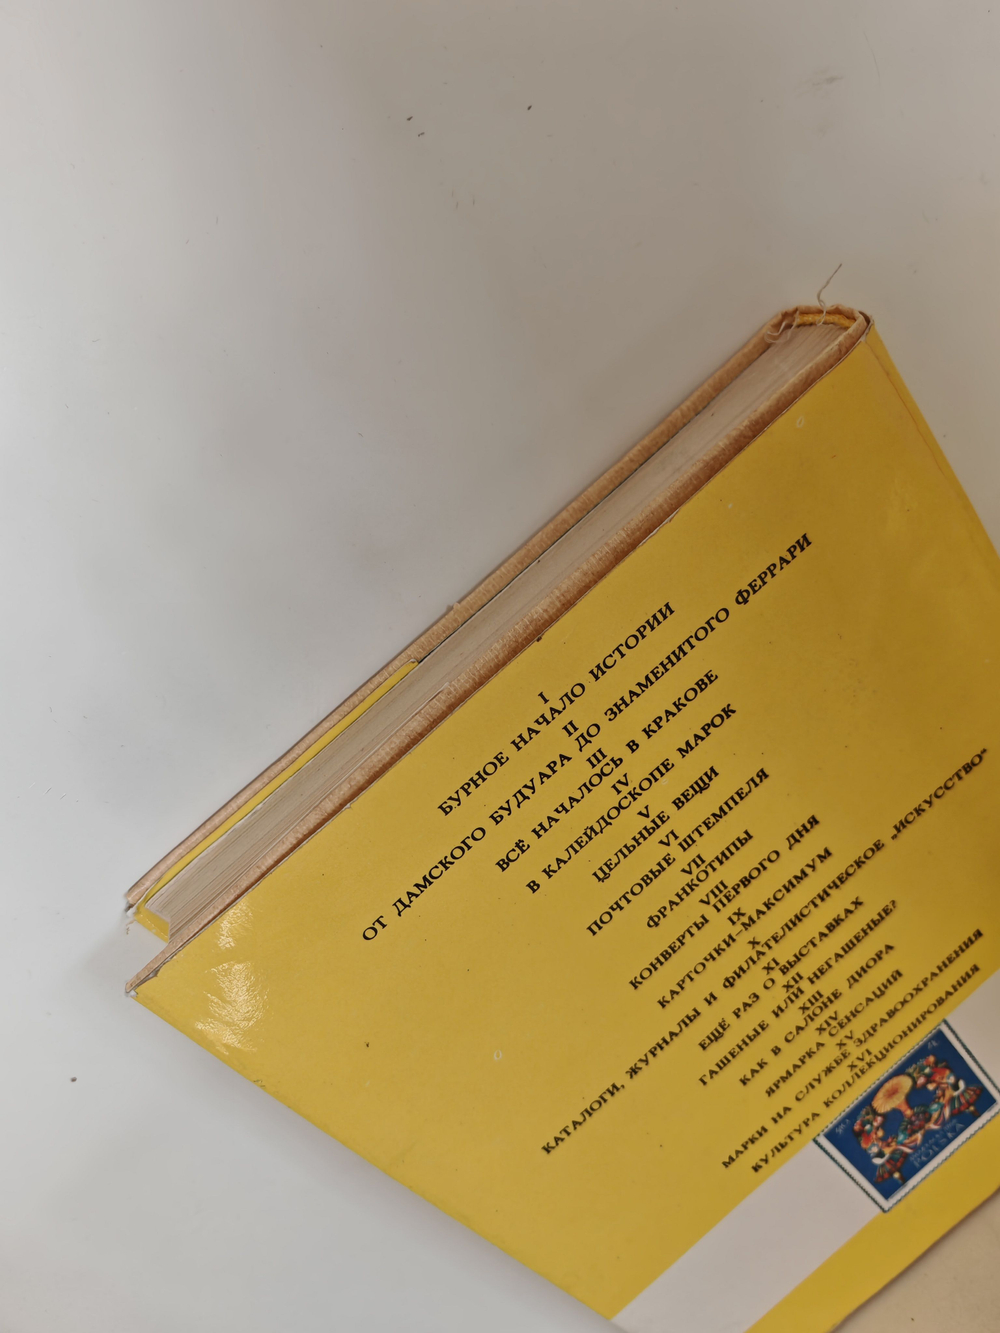 I
БУРНОЕ НАЧАЛО ИСТОРИИ
II
ОТ ДАМСКОГО БУДУАРА ДО ЗНАМЕНИТОГО ФЕРРАРИ
III
ВСЁ НАЧАЛОСЬ В КРАКОВЕ
IV
В КАЛЕЙДОСКОПЕ МАРОК
V
ЦЕЛЬНЫЕ ВЕЩИ
VI
ПОЧТОВЫЕ ШТЕМПЕЛЯ
VII
ФРАНКОТИПЫ
VIII
КОНВЕРТЫ ПЕРВОГО ДНЯ
IX
КАРТОЧКИ-МАКСИМУМ
X
КАТАЛОГИ, ЖУРНАЛЫ И ФИЛАТЕЛИСТИЧЕСКОЕ „ИСКУССТВО“
XI
ЕЩЁ РАЗ О ВЫСТАВКАХ
XII
ГАШЕНЫЕ ИЛИ НЕГАШЕНЫЕ?
XIII
КАК В САЛОНЕ ДИОРА
XIV
ЯРМАРКА СЕНСАЦИЙ
XV
МАРКИ НА СЛУЖБЕ ЗДРАВООХРАНЕНИЯ
XVI
КУЛЬТУРА КОЛЛЕКЦИОНИРОВАНИЯ
POLSKA